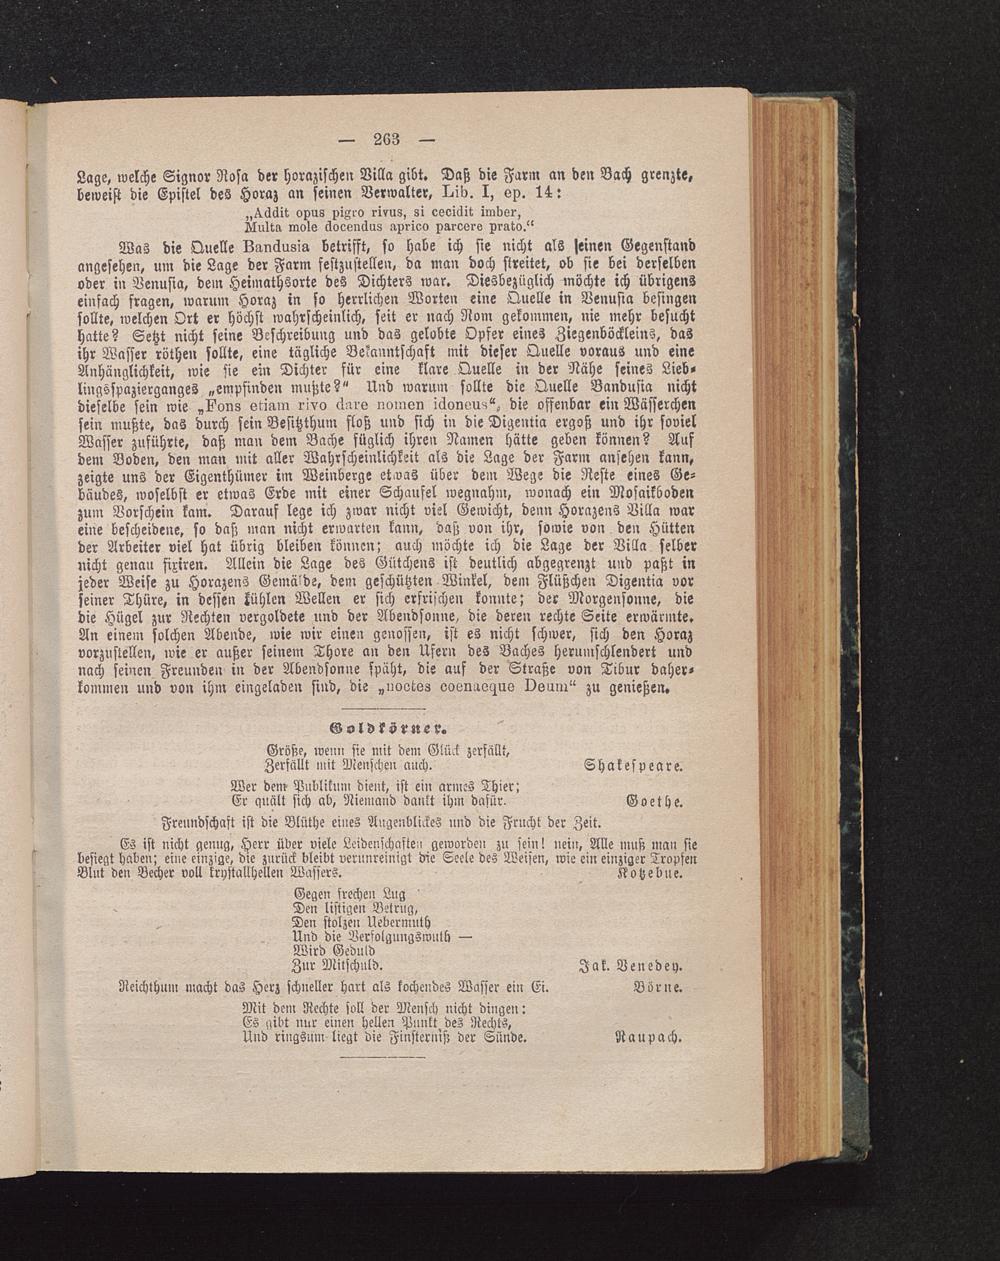 — 263 —
Lage, welche Signor Rosa der horazischen Villa gibt. Daß die Farm an den Bach grenzte,
beweist die Epistel des Horaz an seinen Verwalter, Lib. I, ep. 14:
„Addit opus pigro rivus, si cecidit imber,
Multa mole docendus aprico parcere prato.“
Was die Quelle Bandusia betrifft, so habe ich sie nicht als seinen Gegenstand
angesehen, um die Lage der Farm festzustellen, da man doch streitet, ob sie bei derselben
oder in Venusia, dem Heimathsorte des Dichters war. Diesbezüglich möchte ich übrigens
einfach fragen, warum Horaz in so herrlichen Worten eine Quelle in Venusia besingen
sollte, welchen Ort er höchst wahrscheinlich, seit er nach Rom gekommen, nie mehr besucht
hatte? Setzt nicht seine Beschreibung und das gelobte Opfer eines Ziegenböckleins, das
ihr Wasser röthen sollte, eine tägliche Bekanntschaft mit dieser Quelle voraus und eine
Anhänglichkeit, wie sie ein Dichter für eine klare Quelle in der Nähe seines Lieb-
lingsspazierganges „empfinden mußte?“ Und warum sollte die Quelle Bandusia nicht
dieselbe sein wie „Fons etiam rivo dare nomen idoneus“, die offenbar ein Wässerchen
sein mußte, das durch sein Besitzthum floß und sich in die Digentia ergoß und ihr soviel
Wasser zuführte, daß man dem Bache füglich ihren Namen hätte geben können? Auf
dem Boden, den man mit aller Wahrscheinlichkeit als die Lage der Farm ansehen kann,
zeigte uns der Eigenthümer im Weinberge etwas über dem Wege die Reste eines Ge-
bäudes, woselbst er etwas Erde mit einer Schaufel wegnahm, wonach ein Mosaikboden
zum Vorschein kam. Darauf lege ich zwar nicht viel Gewicht, denn Horazens Villa war
eine bescheidene, so daß man nicht erwarten kann, daß von ihr, sowie von den Hütten
der Arbeiter viel hat übrig bleiben können; auch möchte ich die Lage der Villa selber
nicht genau fixiren. Allein die Lage des Gütchens ist deutlich abgegrenzt und paßt in
jeder Weise zu Horazens Gemälde, dem geschützten Winkel, dem Flüßchen Digentia vor
seiner Thüre, in dessen kühlen Wellen er sich erfrischen konnte; der Morgensonne, die
die Hügel zur Rechten vergoldete und der Abendsonne, die deren rechte Seite erwärmte.
An einem solchen Abende, wie wir einen genossen, ist es nicht schwer, sich den Horaz
vorzustellen, wie er außer seinem Thore an den Ufern des Baches herumschlendert und
nach seinen Freunden in der Abendsonne späht, die auf der Straße von Tibur daher-
kommen und von ihm eingeladen sind, die „noctes coenaeque Deum“ zu genießen.
Goldkörner.
Größe, wenn sie mit dem Glück zerfällt,
Zerfällt mit Menschen auch. Shakespeare.
Wer dem Publikum dient, ist ein armes Thier;
Er quält sich ab, Niemand dankt ihm dafür. Goethe.
Freundschaft ist die Blüthe eines Augenblickes und die Frucht der Zeit.
Es ist nicht genug, Herr über viele Leidenschaften geworden zu sein! nein, Alle muß man sie
besiegt haben; eine einzige, die zurück bleibt verunreinigt die Seele des Weisen, wie ein einziger Tropfen
Blut den Becher voll krystallhellen Wassers. Kotzebue.
Gegen frechen Lug
Den listigen Betrug,
Den stolzen Uebermuth
Und die Verfolgungswuth —
Wird Geduld
Zur Mitschuld. Jak. Venedey.
Reichthum macht das Herz schneller hart als kochendes Wasser ein Ei. Börne.
Mit dem Rechte soll der Mensch nicht dingen:
Es gibt nur einen hellen Punkt des Rechts,
Und ringsum liegt die Finsterniß der Sünde. Raupach.